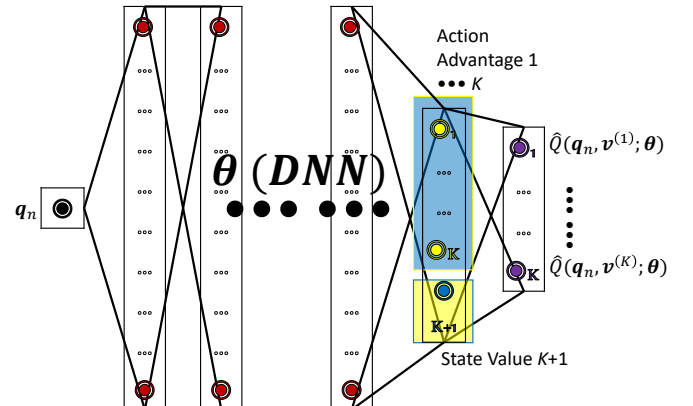 Action
Advantage 1
••• K
1
K
K+1
State Value K+1
θ (DNN)
q_n
1
K
Q̂(q_n, v^(1); θ)
Q̂(q_n, v^(K); θ)